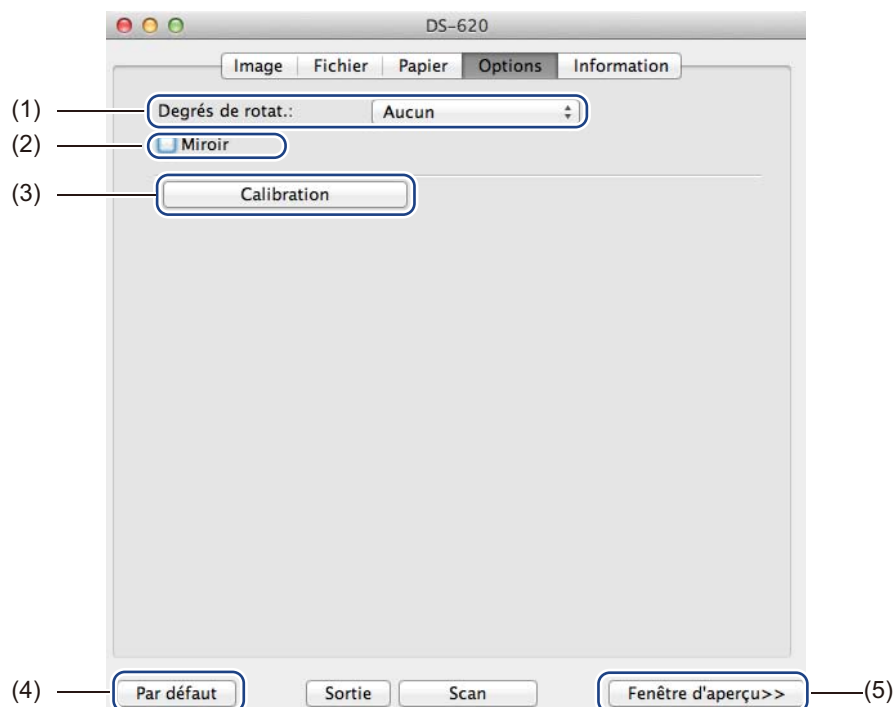 DS-620
Image Fichier Papier Options Information
(1) Degrés de rotat.: Aucun
(2) Miroir
(3) Calibration
(4) Par défaut Sortie Scan Fenêtre d'aperçu>> (5)